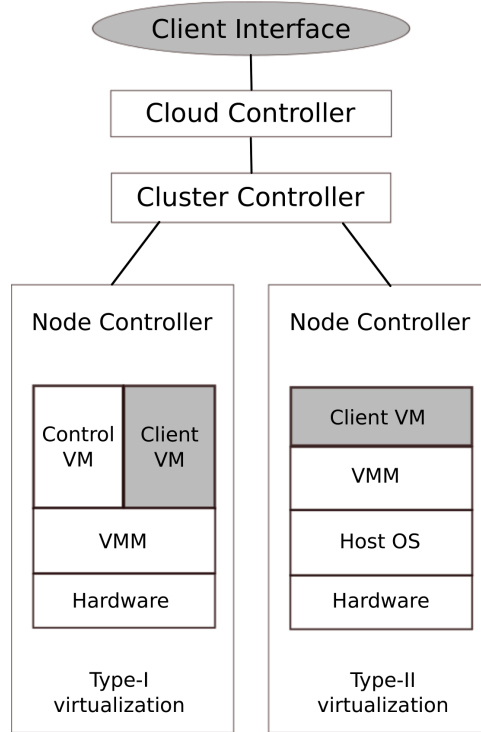 Client Interface
Cloud Controller
Cluster Controller
Node Controller
Control
VM
Client
VM
VMM
Hardware
Type-I
virtualization
Node Controller
Client VM
VMM
Host OS
Hardware
Type-II
virtualization